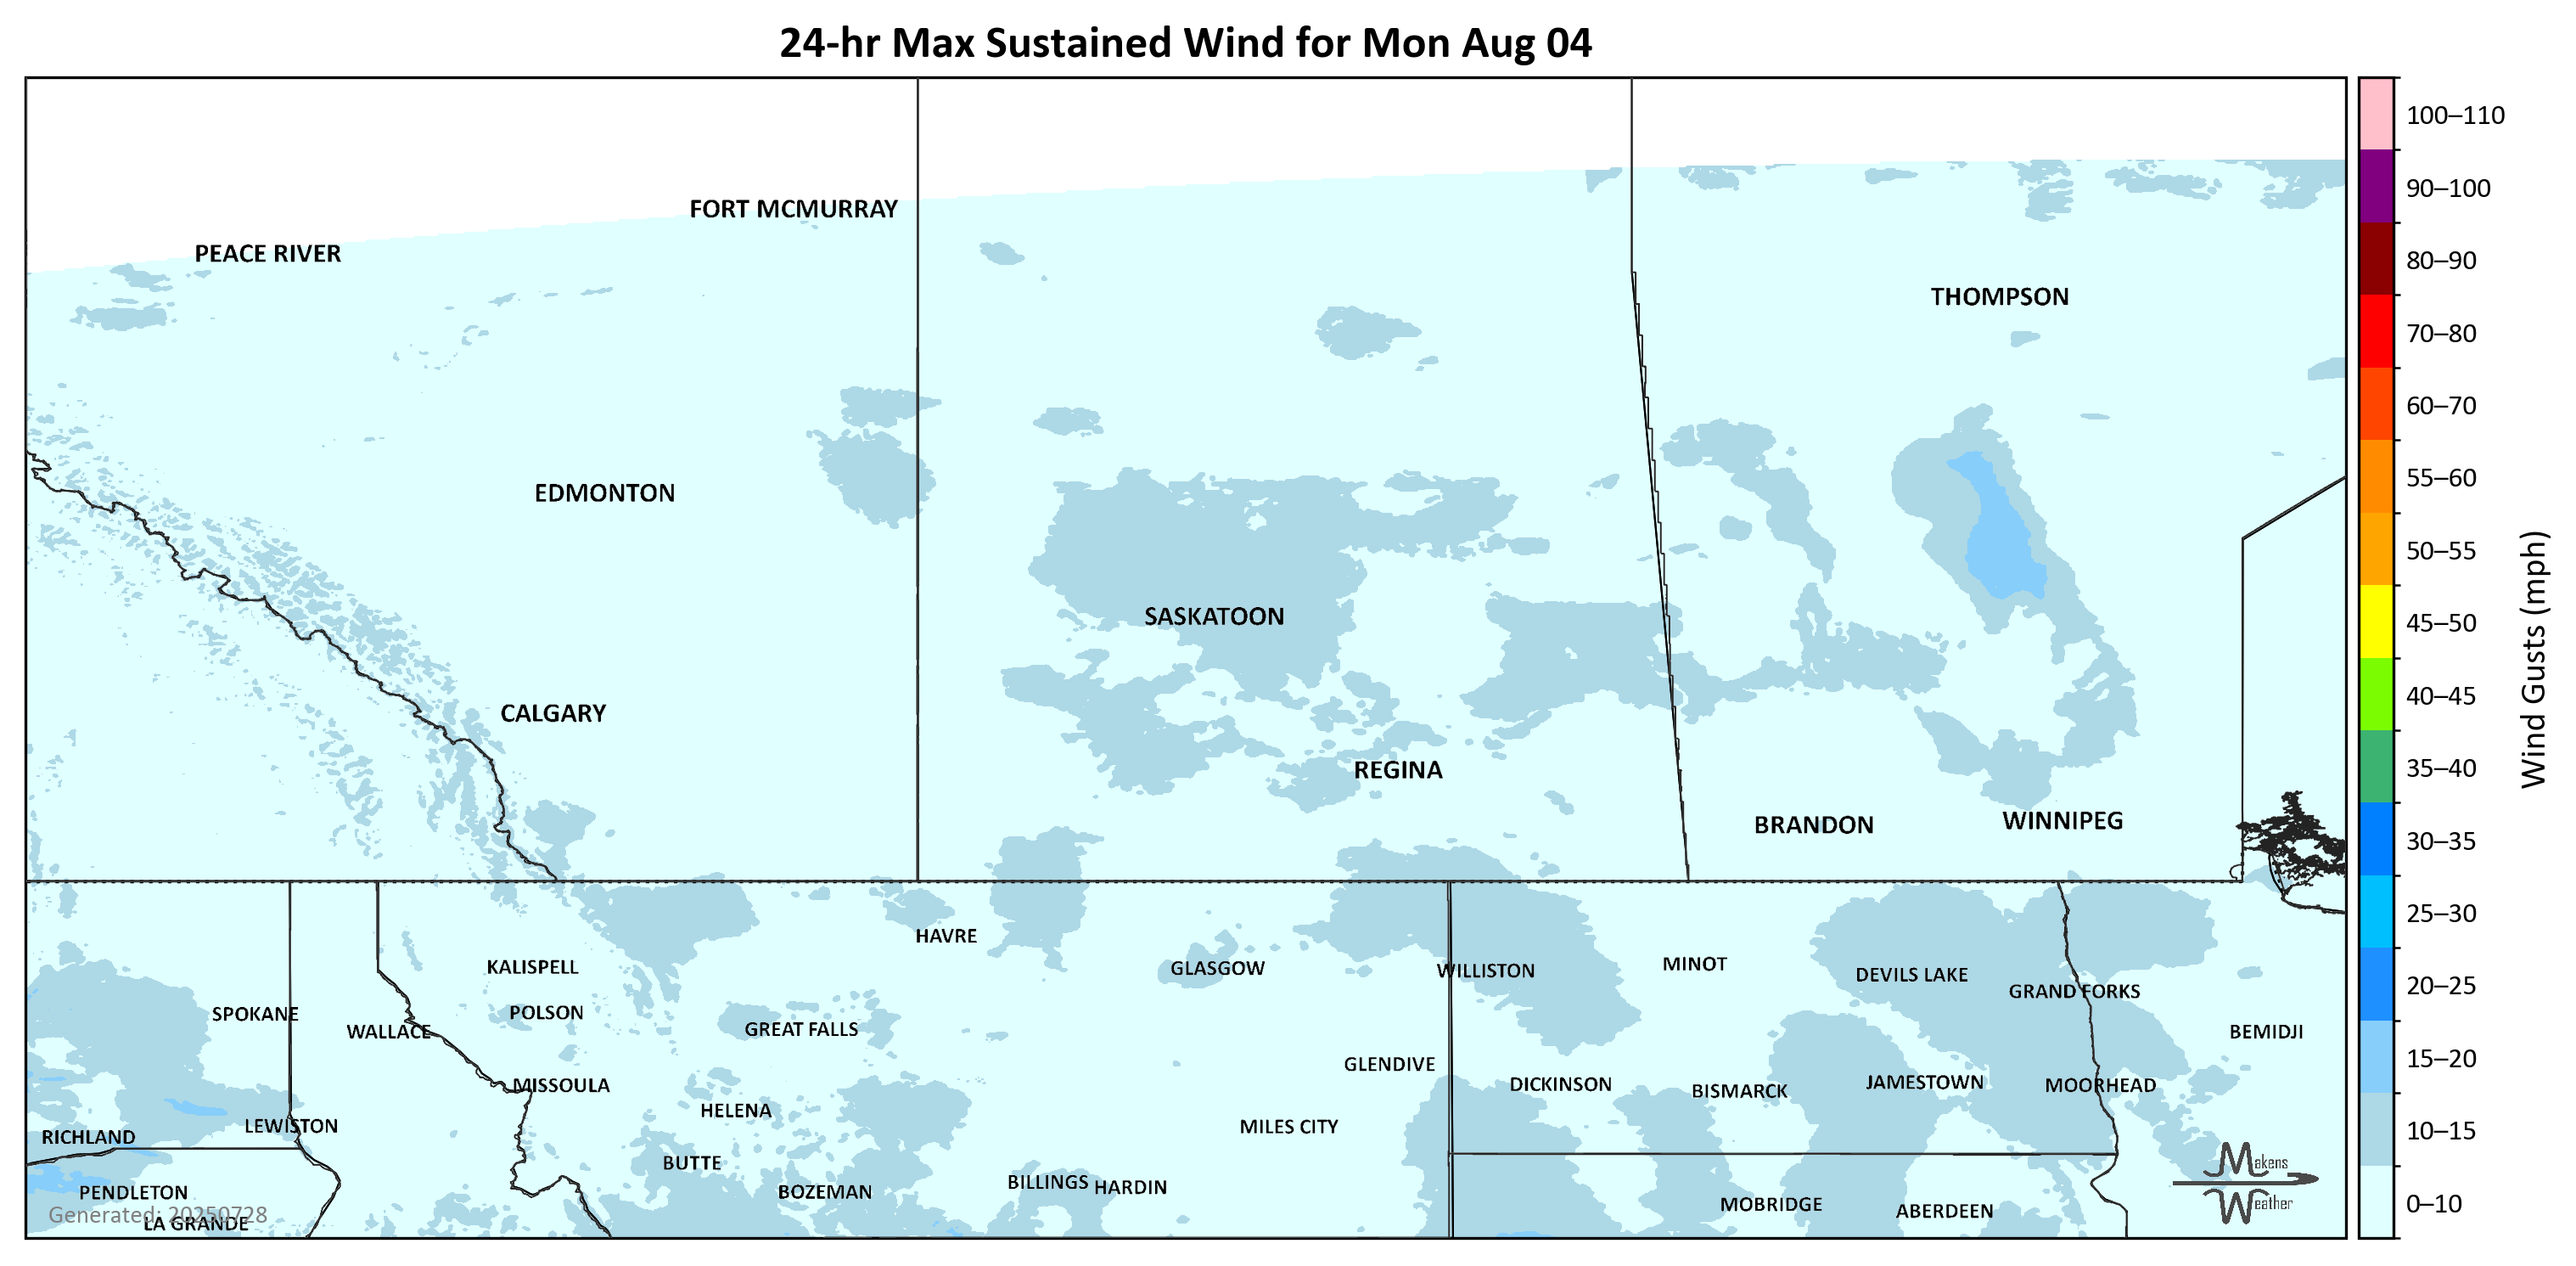 24-hr Max Sustained Wind for Mon Aug 04
100–110
90–100
80–90
70–80
60–70
55–60
50–55
45–50
40–45
35–40
30–35
25–30
20–25
15–20
10–15
0–10
Wind Gusts (mph)
FORT MCMURRAY
PEACE RIVER
THOMPSON
EDMONTON
SASKATOON
CALGARY
REGINA
BRANDON
WINNIPEG
HAVRE
KALISPELL
GLASGOW
WILLISTON
MINOT
DEVILS LAKE
GRAND FORKS
SPOKANE
POLSON
WALLACE
GREAT FALLS
BEMIDJI
GLENDIVE
MISSOULA
DICKINSON
BISMARCK
JAMESTOWN
MOORHEAD
HELENA
LEWISTON
MILES CITY
RICHLAND
BUTTE
PENDLETON
BOZEMAN
BILLINGS
HARDIN
MOBRIDGE
ABERDEEN
Generated: 20250728
LA GRANDE
Makens
Weather